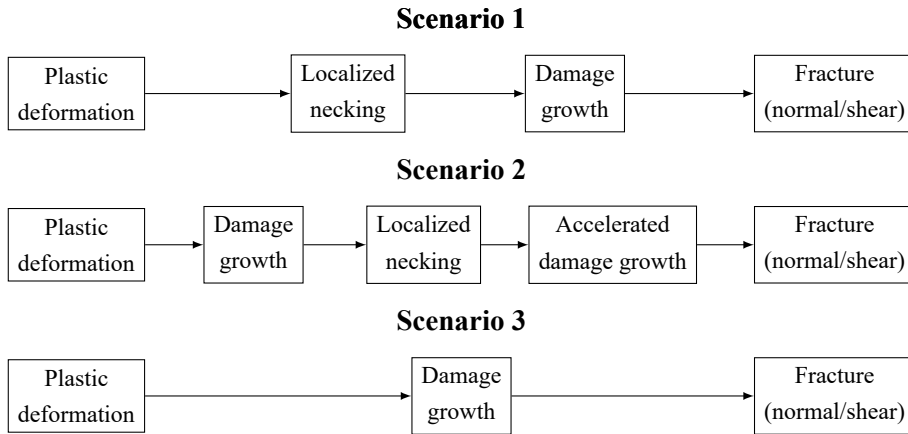 Scenario 1
Plastic
deformation
Localized
necking
Damage
growth
Fracture
(normal/shear)
Scenario 2
Plastic
deformation
Damage
growth
Localized
necking
Accelerated
damage growth
Fracture
(normal/shear)
Scenario 3
Plastic
deformation
Damage
growth
Fracture
(normal/shear)